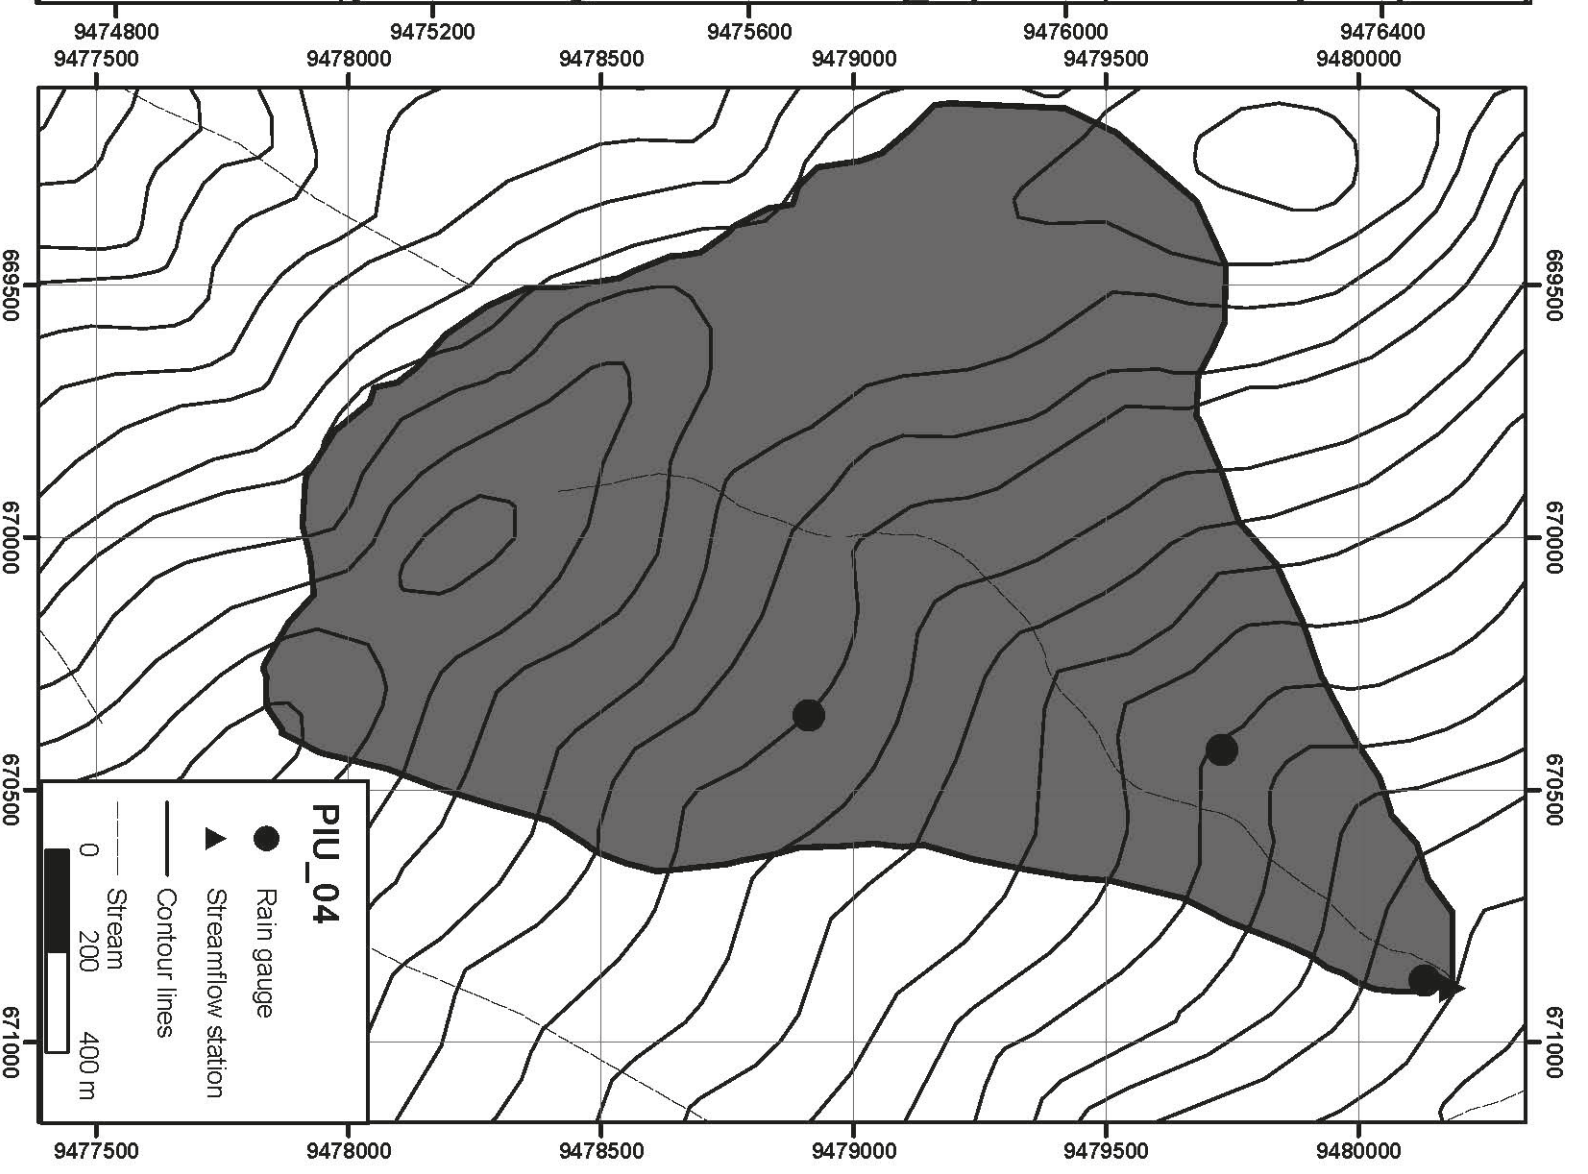 9474800 9475200 9475600 9476000 9476400
9477500 9478000 9478500 9479000 9479500 9480000
669500 669500
670000 670000
670500 670500
671000 671000
PIU_04
Rain gauge
Streamflow station
Contour lines
Stream
0 200 400 m
9477500 9478000 9478500 9479000 9479500 9480000